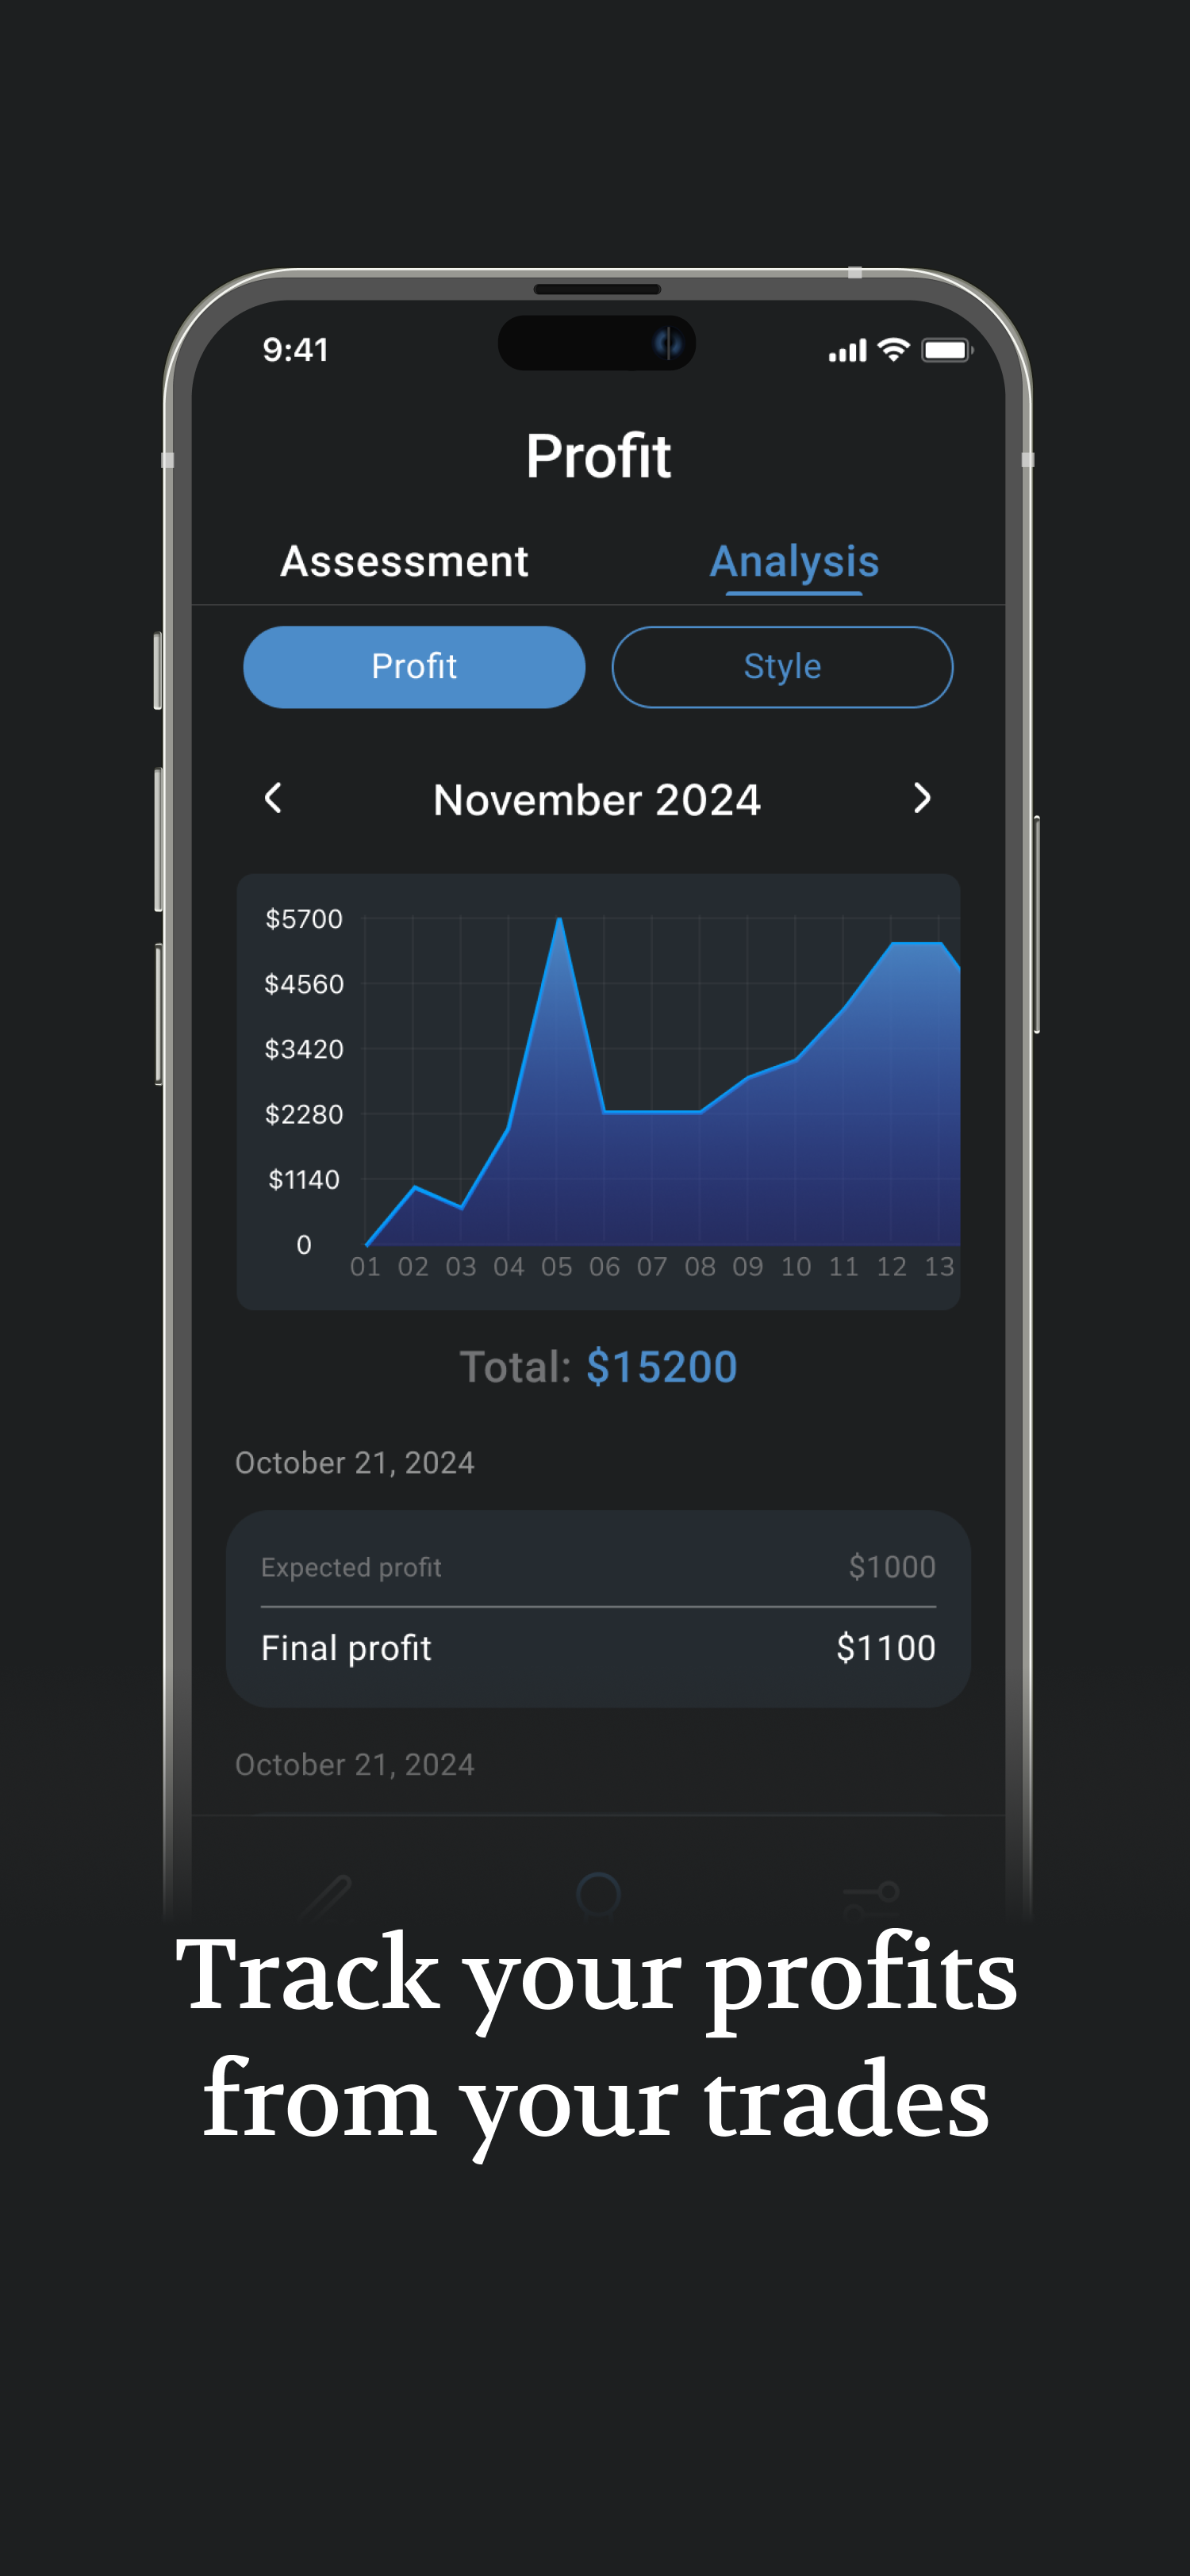 9:41
Profit
Assessment Analysis
Profit Style
November 2024
$5700
$4560
$3420
$2280
$1140
0
01 02 03 04 05 06 07 08 09 10 11 12 13
Total: $15200
October 21, 2024
Expected profit $1000
Final profit $1100
October 21, 2024
Track your profits
from your trades